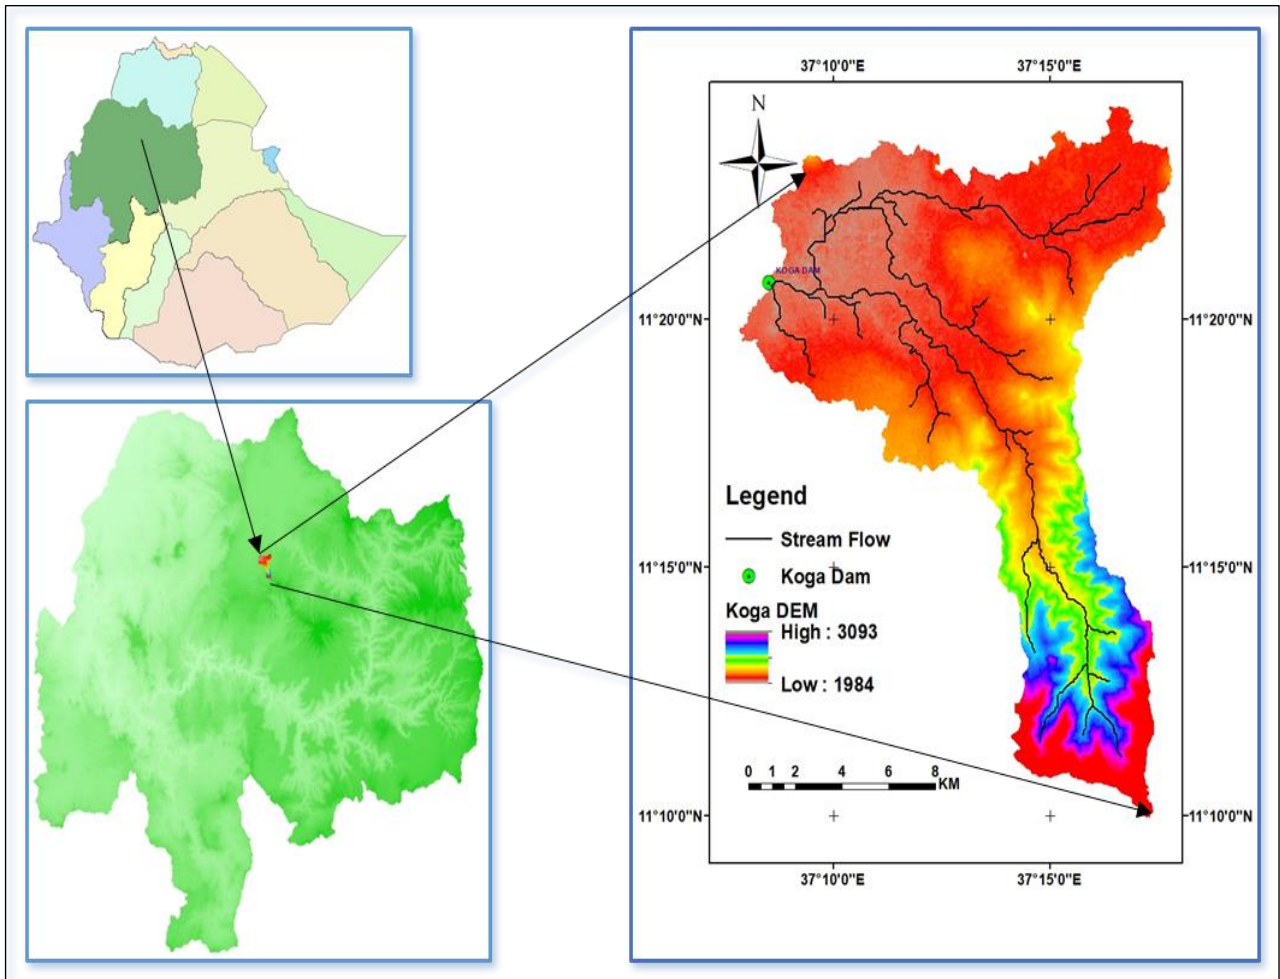 37°10'0"E 37°15'0"E
N
KOGA DAM
11°20'0"N 11°20'0"N
Legend
Stream Flow
Koga Dam
Koga DEM
High : 3093
Low : 1984
11°15'0"N 11°15'0"N
0 1 2 4 6 8
KM
11°10'0"N 11°10'0"N
37°10'0"E 37°15'0"E